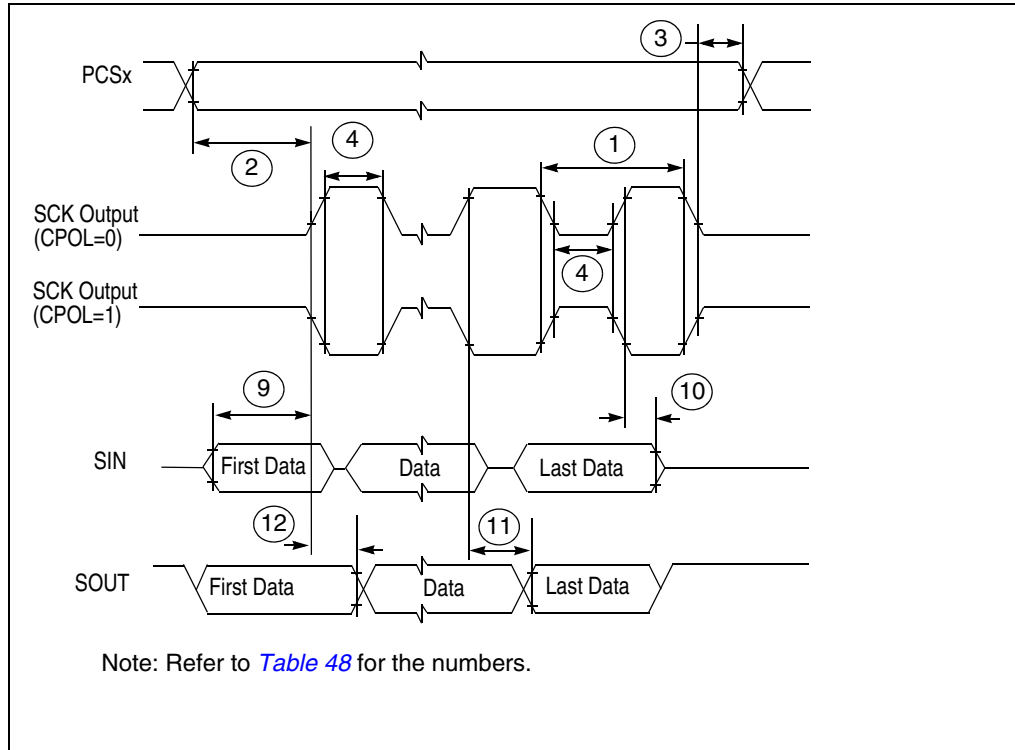 3
PCSx
2
4
1
SCK Output
(CPOL=0)
4
SCK Output
(CPOL=1)
9
10
SIN
First Data
Data
Last Data
12
11
SOUT
First Data
Data
Last Data
Note: Refer to Table 48 for the numbers.